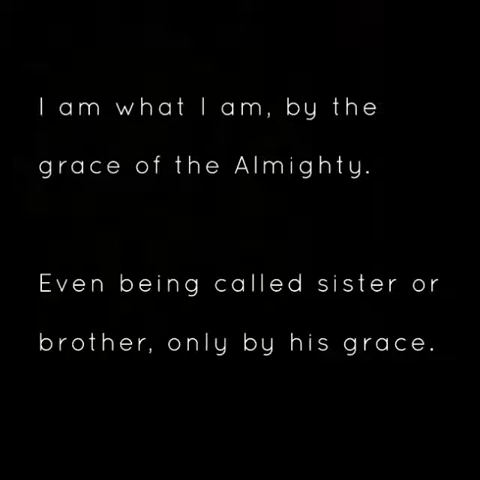 I am what I am, by the
grace of the Almighty.
Even being called sister or
brother, only by his grace.